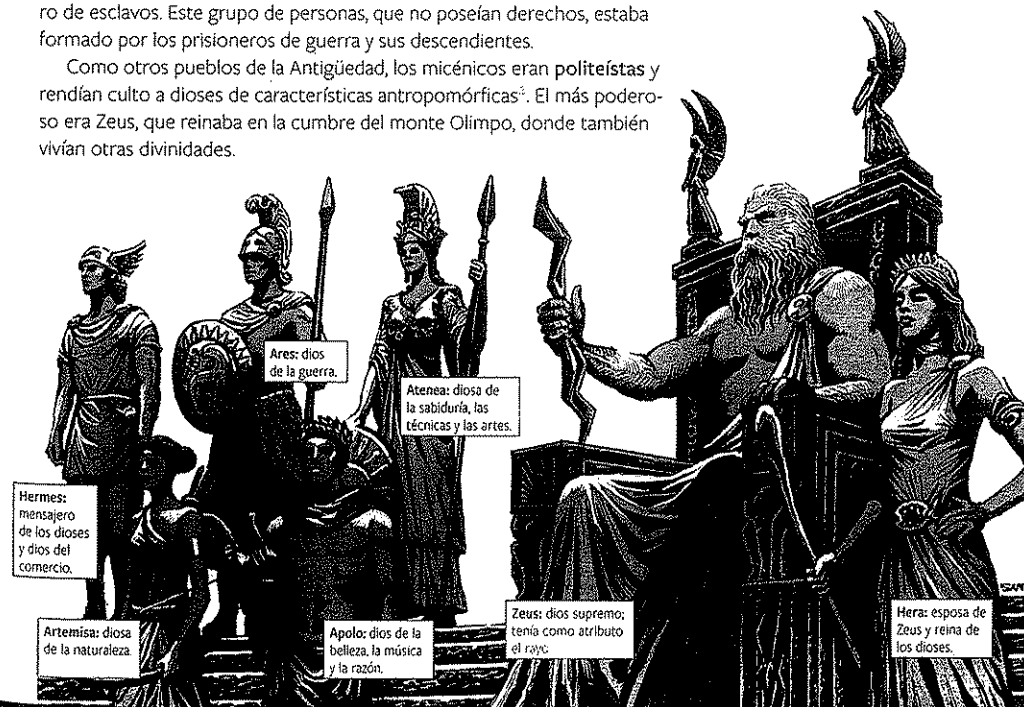 ro de esclavos. Este grupo de personas, que no poseían derechos, estaba
formado por los prisioneros de guerra y sus descendientes.
Como otros pueblos de la Antigüedad, los micénicos eran politeístas y
rendían culto a dioses de características antropomórficas. El más podero-
so era Zeus, que reinaba en la cumbre del monte Olimpo, donde también
vivían otras divinidades.
Ares: dios
de la guerra.
Atenea: diosa de
la sabiduría, las
técnicas y las artes.
Hermes:
mensajero
de los dioses
y dios del
comercio.
Artemisa: diosa
de la naturaleza.
Apolo: dios de la
belleza, la música
y la razón.
Zeus: dios supremo;
tenía como atributo
el rayo
Hera: esposa de
Zeus y reina de
los dioses.